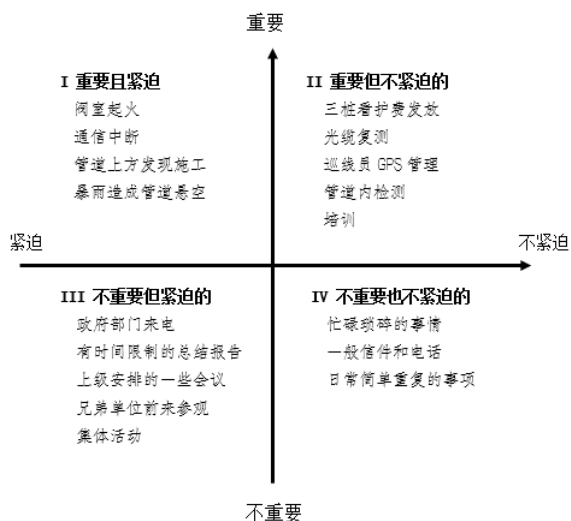 重要
I 重要且紧迫
阀室起火
通信中断
管道上方发现施工
暴雨造成管道悬空
II 重要但不紧迫的
三桩看护费发放
光缆复测
巡线员 GPS 管理
管道内检测
培训
紧迫
不紧迫
III 不重要但紧迫的
政府部门来电
有时间限制的总结报告
上级安排的一些会议
兄弟单位前来参观
集体活动
IV 不重要也不紧迫的
忙碌琐碎的事情
一般信件和电话
日常简单重复的事项
不重要